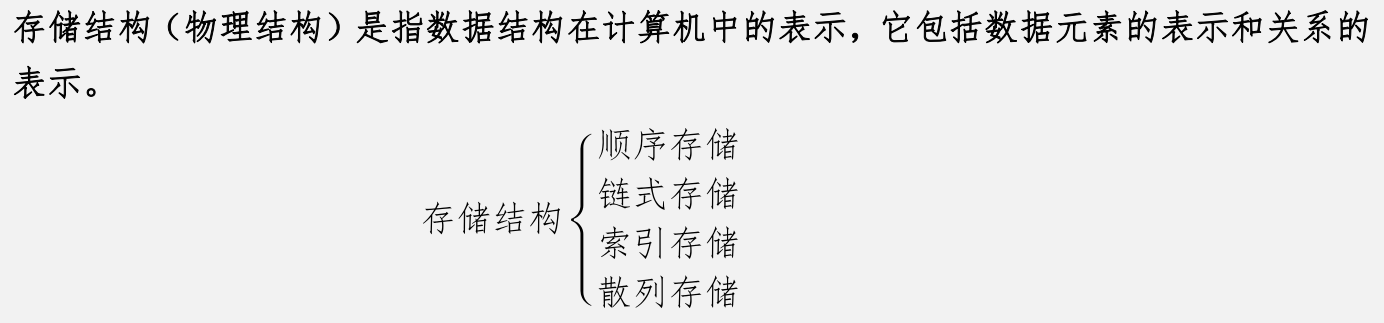 存储结构（物理结构）是指数据结构在计算机中的表示，它包括数据元素的表示和关系的
表示。
顺序存储
链式存储
存储结构
索引存储
散列存储